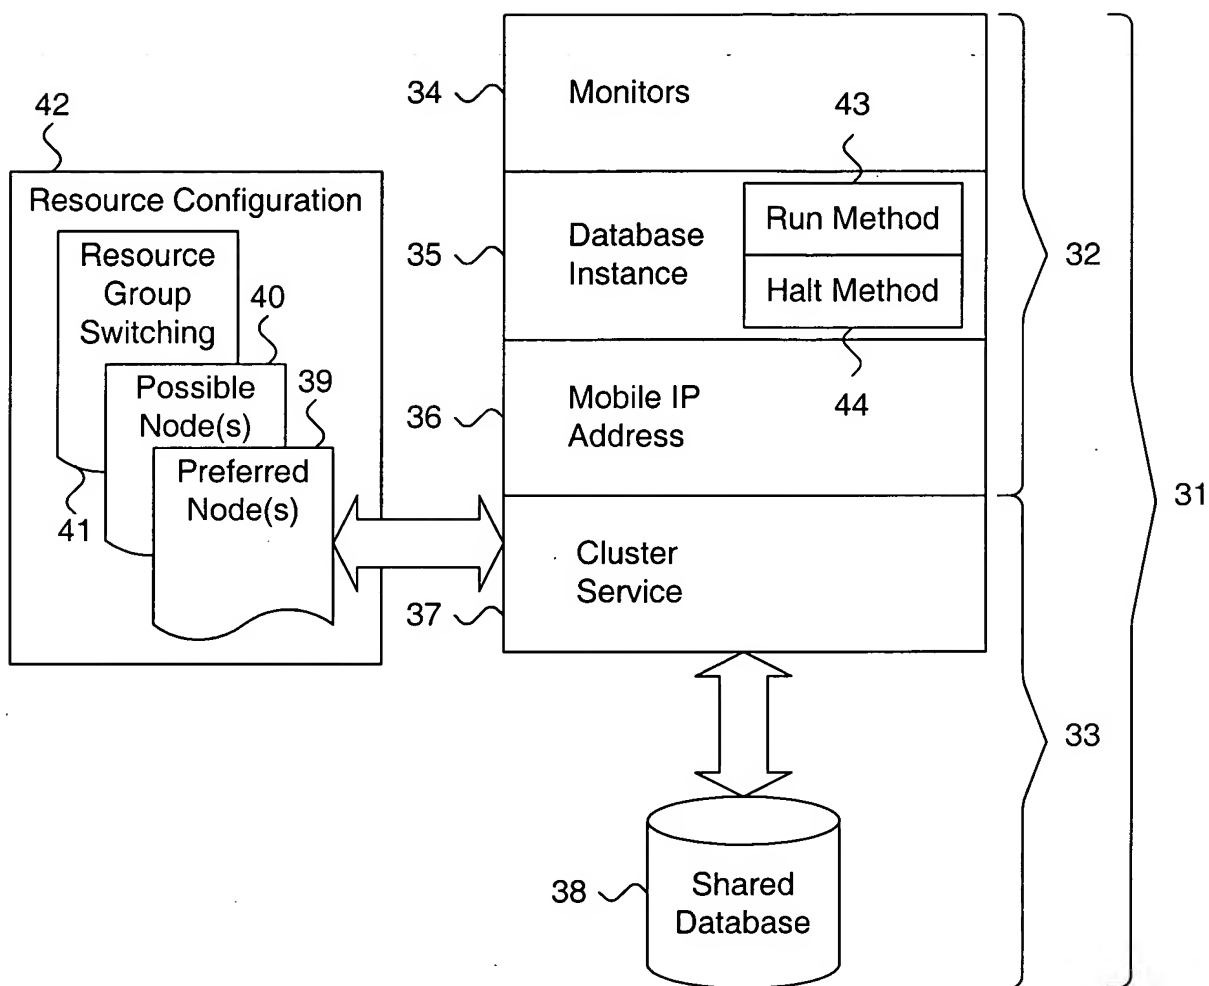 34
Monitors
42
43
Resource Configuration
Run Method
35
Database
Instance
32
Resource
Group
Switching
Halt Method
40
Possible
Node(s)
39
36
Mobile IP
Address
44
Preferred
Node(s)
41
31
Cluster
Service
37
33
38
Shared
Database